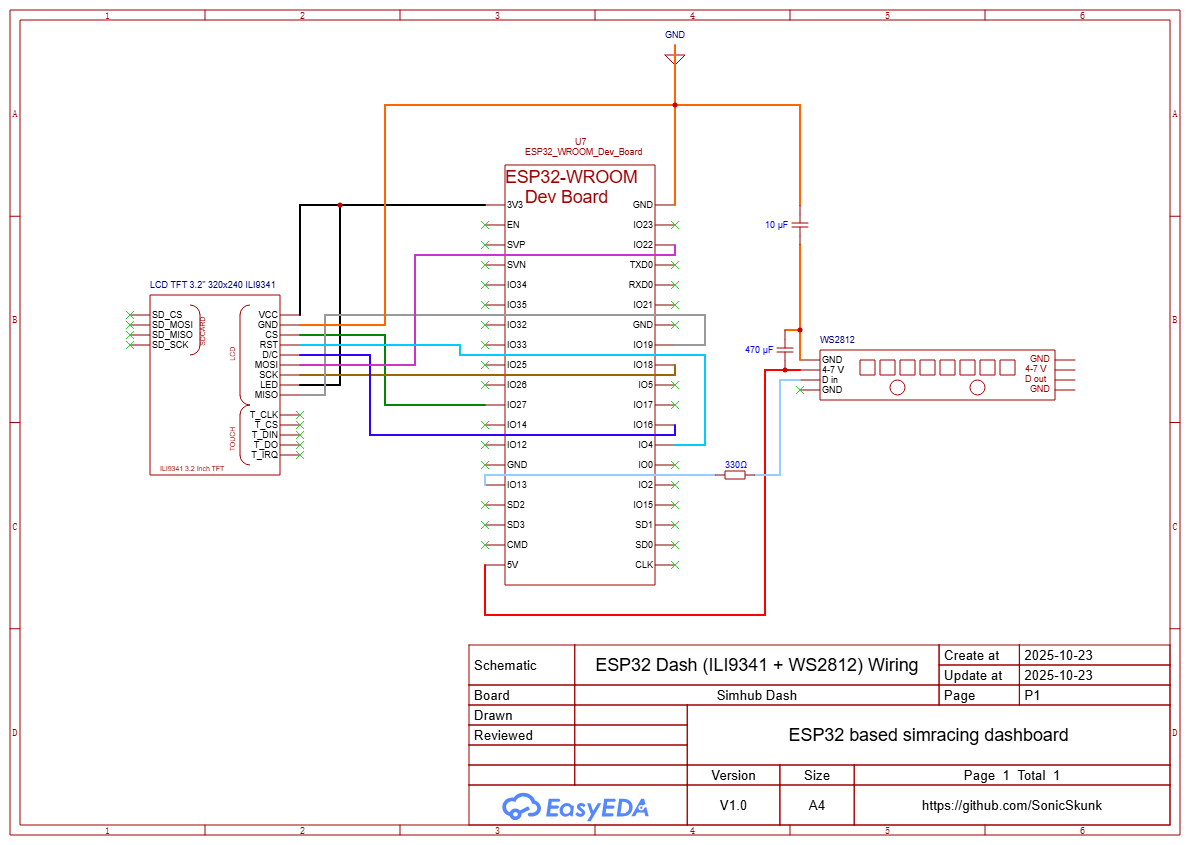 1 2 3 4 5 6
A
B
C
D
A
B
C
D
GND
U7
ESP32_WROOM_Dev_Board
ESP32-WROOM
Dev Board
3V3
EN
SVP
SVN
IO34
IO35
IO32
IO33
IO25
IO26
IO27
IO14
IO12
GND
IO13
SD2
SD3
CMD
5V
GND
IO23
IO22
TXD0
RXD0
IO21
GND
IO19
IO18
IO5
IO17
IO16
IO4
IO0
IO2
IO15
SD1
SD0
CLK
LCD TFT 3.2" 320x240 ILI9341
SD_CS
SD_MOSI
SD_MISO
SD_SCK
SDCARD
LCD
TOUCH
VCC
GND
CS
RST
D/C
MOSI
SCK
LED
MISO
T_CLK
T_CS
T_DIN
T_DO
T_IRQ
ILI9341 3.2 Inch TFT
10 µF
470 µF
330Ω
WS2812
GND
4-7 V
D in
GND
GND
4-7 V
D out
GND
Schematic ESP32 Dash (ILI9341 + WS2812) Wiring
Create at 2025-10-23
Update at 2025-10-23
Board Simhub Dash Page P1
Drawn
Reviewed
ESP32 based simracing dashboard
Version Size Page 1 Total 1
EasyEDA V1.0 A4 https://github.com/SonicSkunk
1 2 3 4 5 6